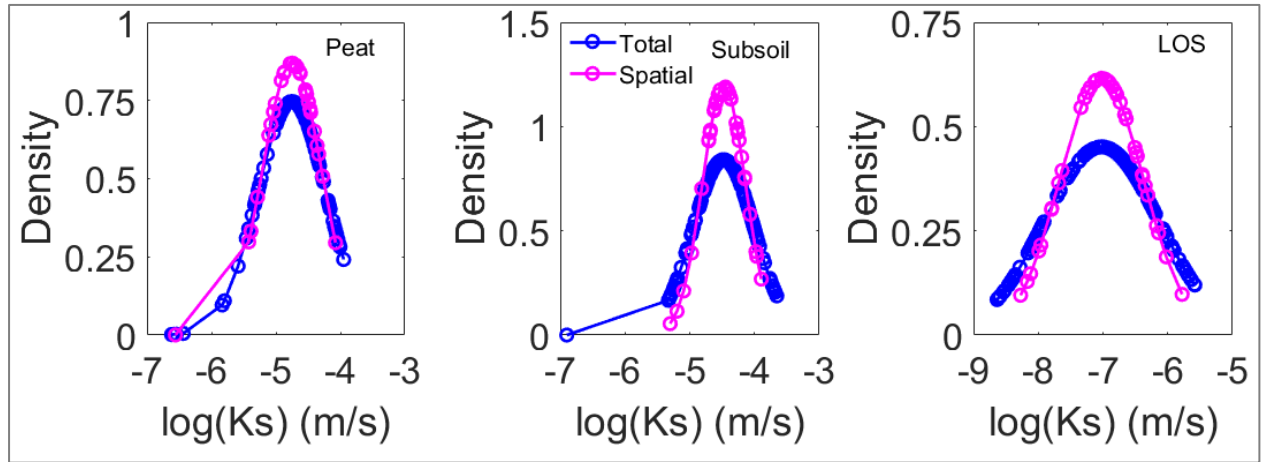 Peat
Density
1
0.75
0.5
0.25
0
-7 -6 -5 -4 -3
log(Ks) (m/s)
Total
Spatial
Subsoil
Density
1.5
1
0.5
0
-7 -6 -5 -4 -3
log(Ks) (m/s)
LOS
Density
0.75
0.5
0.25
0
-9 -8 -7 -6 -5
log(Ks) (m/s)